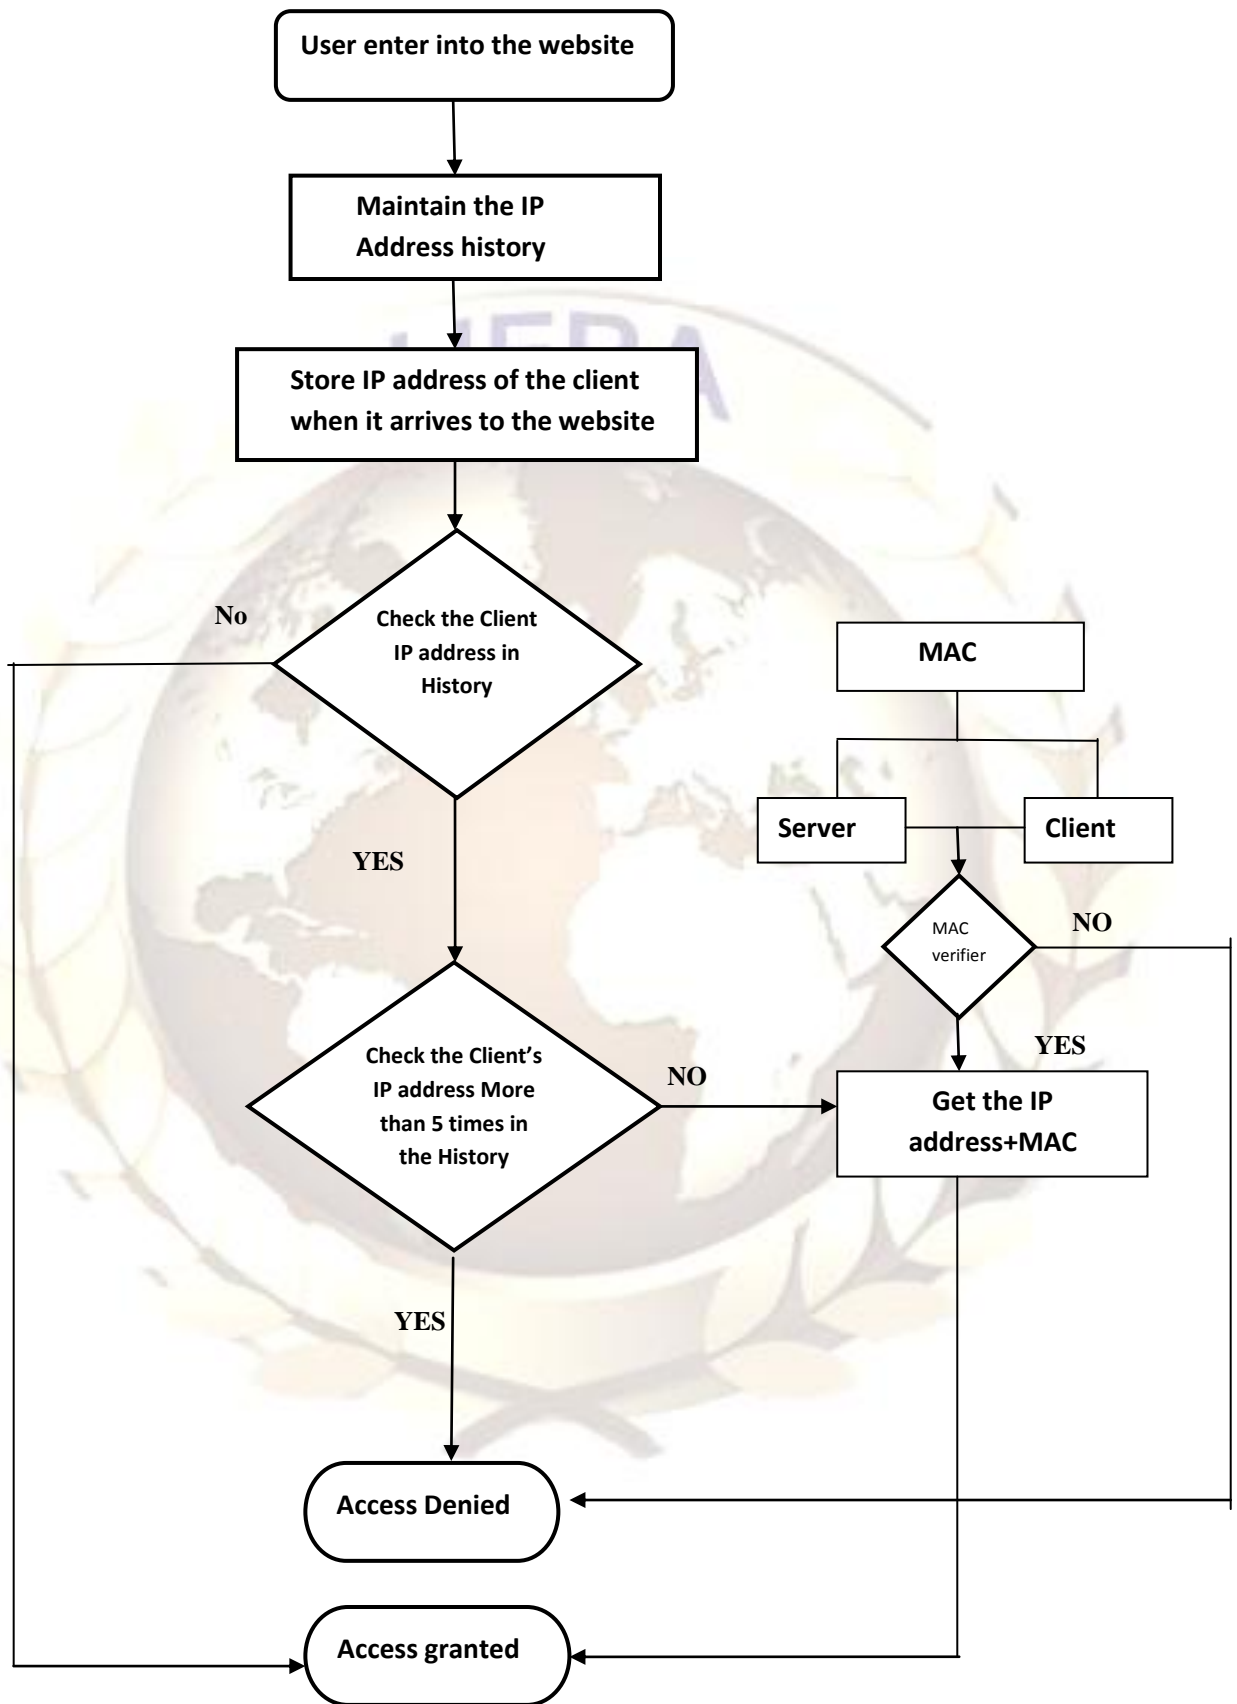 User enter into the website
Maintain the IP
Address history
Store IP address of the client
when it arrives to the website
No
Check the Client
IP address in
History
MAC
Server
Client
YES
MAC
verifier
NO
YES
Check the Client’s
IP address More
than 5 times in
the History
NO
Get the IP
address+MAC
YES
Access Denied
Access granted